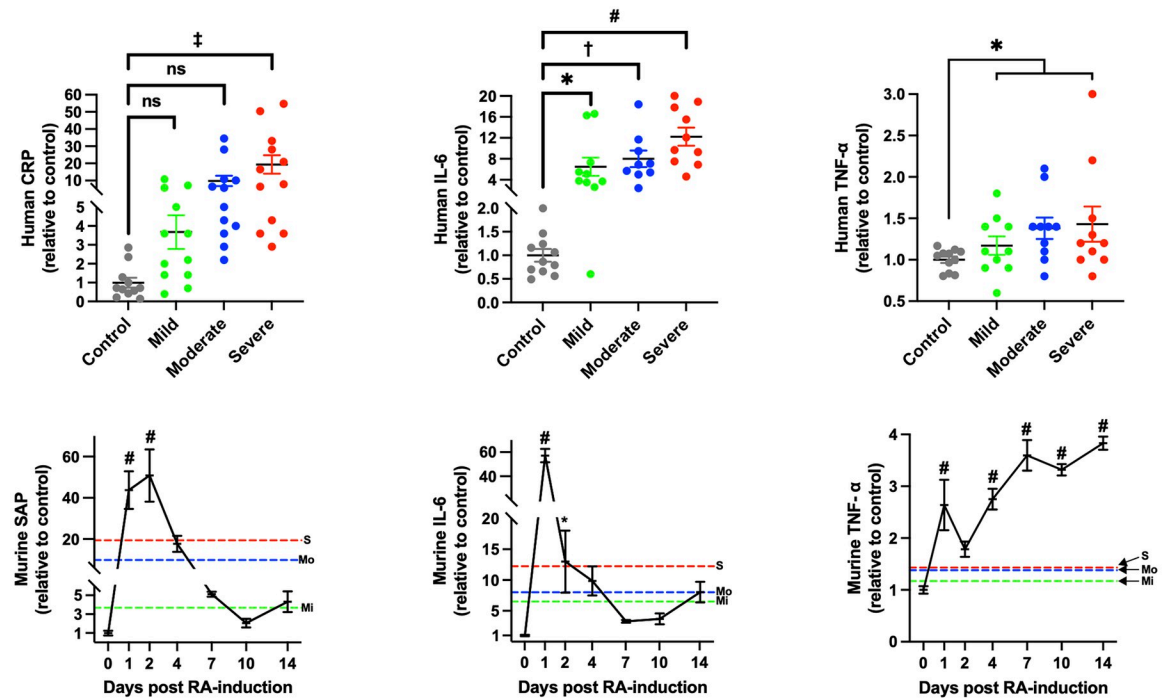 ‡
ns
ns
Human CRP
(relative to control)
60
50
40
30
20
10
5
4
3
2
1
0
Control
Mild
Moderate
Severe
#
†
*
Human IL-6
(relative to control)
20
16
12
8
4
2.0
1.5
1.0
0.5
0.0
Control
Mild
Moderate
Severe
*
Human TNF-α
(relative to control)
3.0
2.5
2.0
1.5
1.0
0.5
Control
Mild
Moderate
Severe
Murine SAP
(relative to control)
60
40
20
5
3
1
# #
S
Mo
Mi
0 1 2 4 7 10 14
Days post RA-induction
Murine IL-6
(relative to control)
60
40
20
20
15
10
5
1
#
*
S
Mo
Mi
0 1 2 4 7 10 14
Days post RA-induction
Murine TNF- α
(relative to control)
4
3
2
1
0
# # # # #
S
Mo
Mi
0 1 2 4 7 10 14
Days post RA-induction